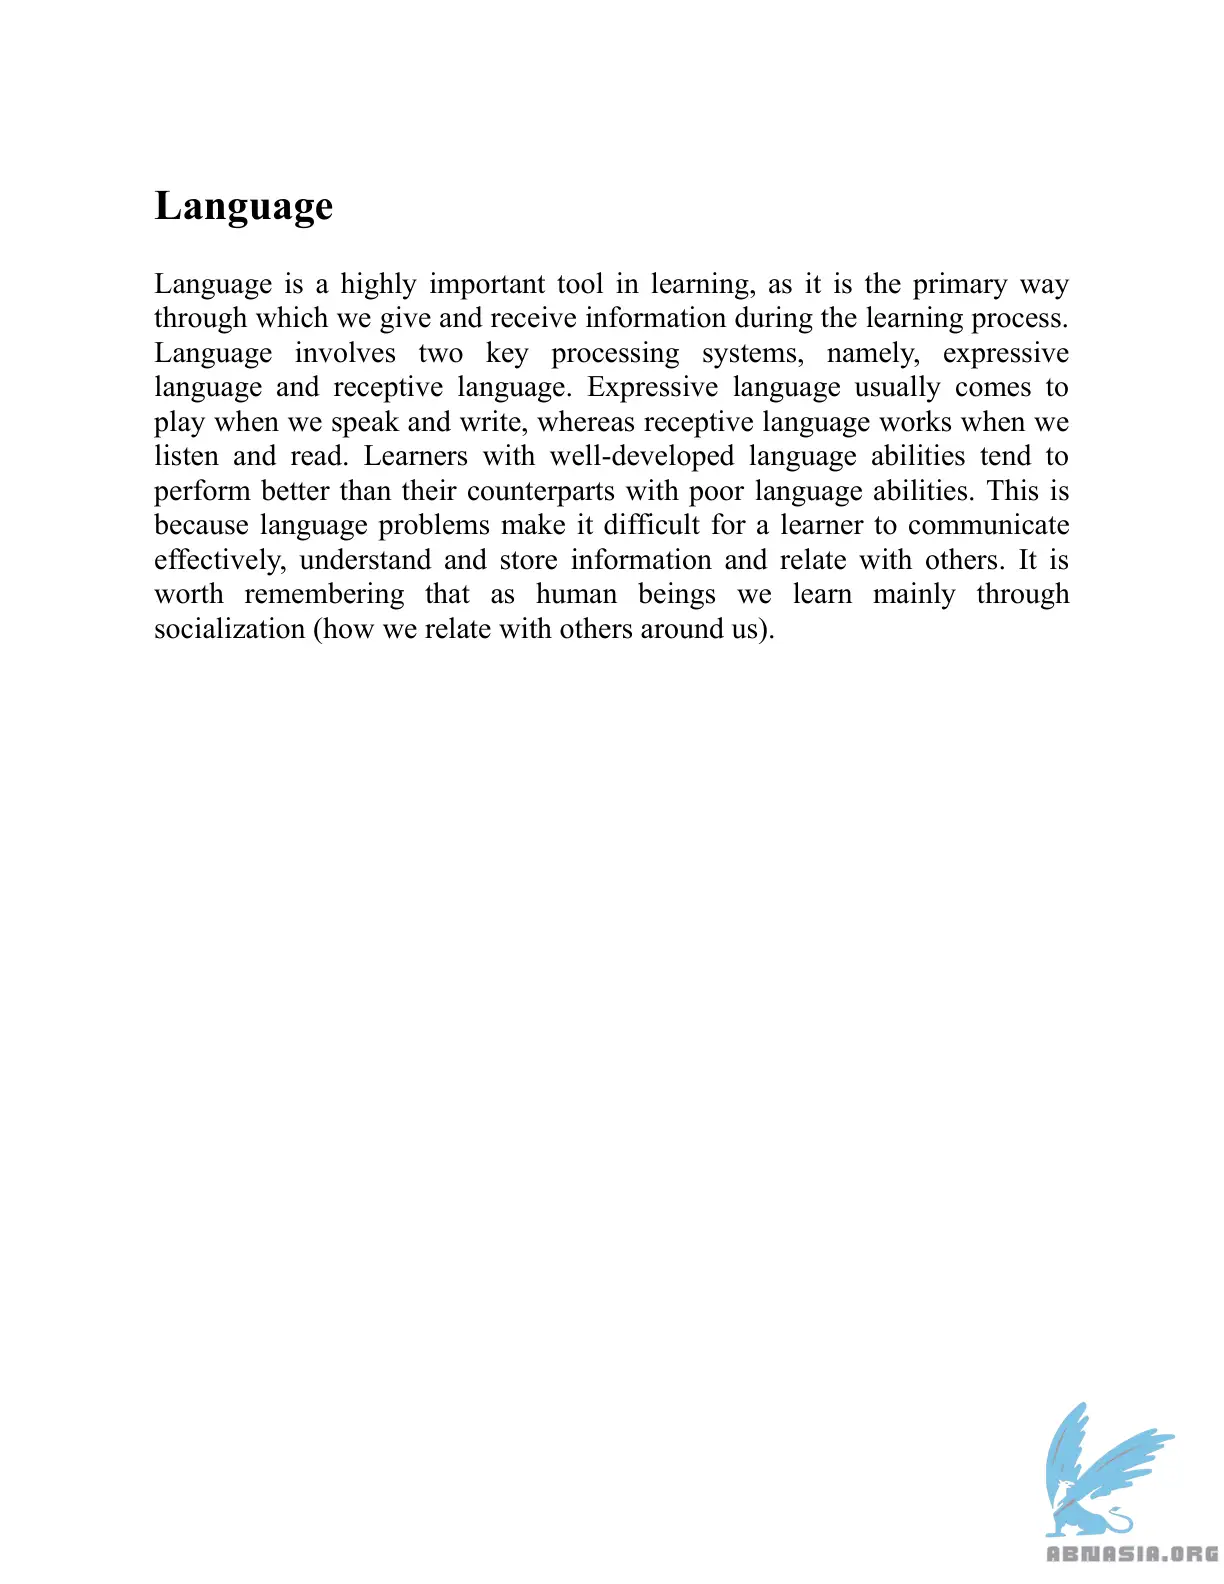 Language
Language is a highly important tool in learning, as it is the primary way
through which we give and receive information during the learning process.
Language involves two key processing systems, namely, expressive
language and receptive language. Expressive language usually comes to
play when we speak and write, whereas receptive language works when we
listen and read. Learners with well-developed language abilities tend to
perform better than their counterparts with poor language abilities. This is
because language problems make it difficult for a learner to communicate
effectively, understand and store information and relate with others. It is
worth remembering that as human beings we learn mainly through
socialization (how we relate with others around us).
ABNASIA.ORG